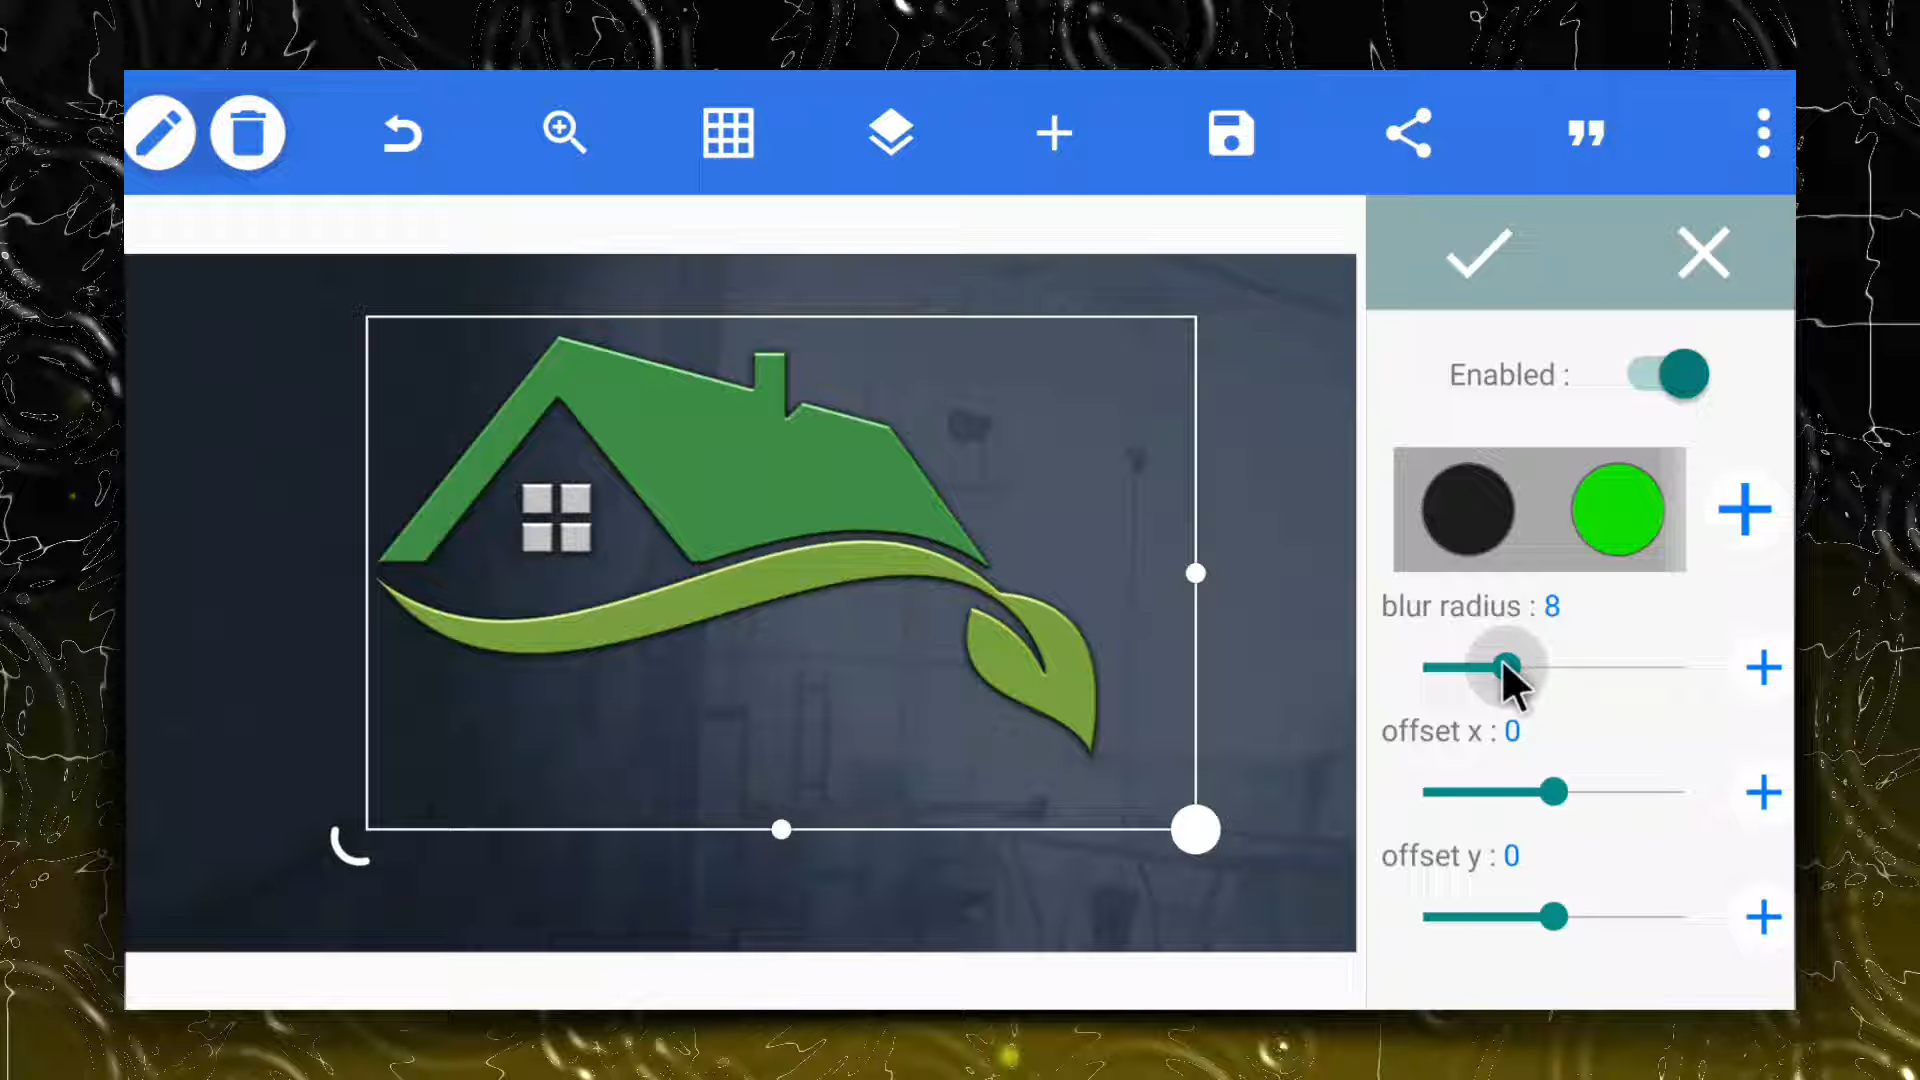 Enabled :
blur radius : 8
offset x : 0
offset y : 0